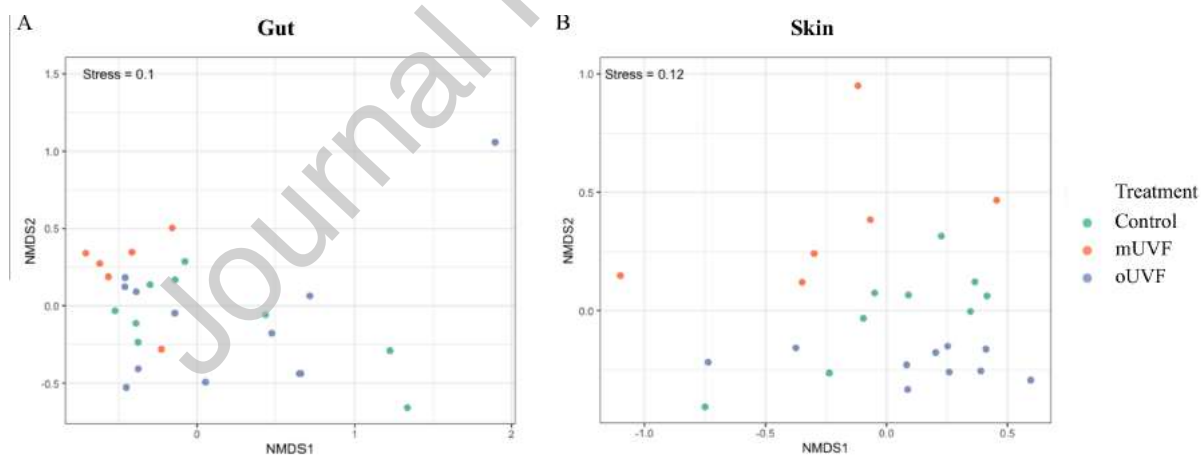 A
Gut
Stress = 0.1
1.5
1.0
0.5
0.0
-0.5
NMDS2
0
1
2
NMDS1
B
Skin
Stress = 0.12
1.0
0.5
0.0
NMDS2
-1.0
-0.5
0.0
0.5
NMDS1
Treatment
Control
mUVF
oUVF
Journal